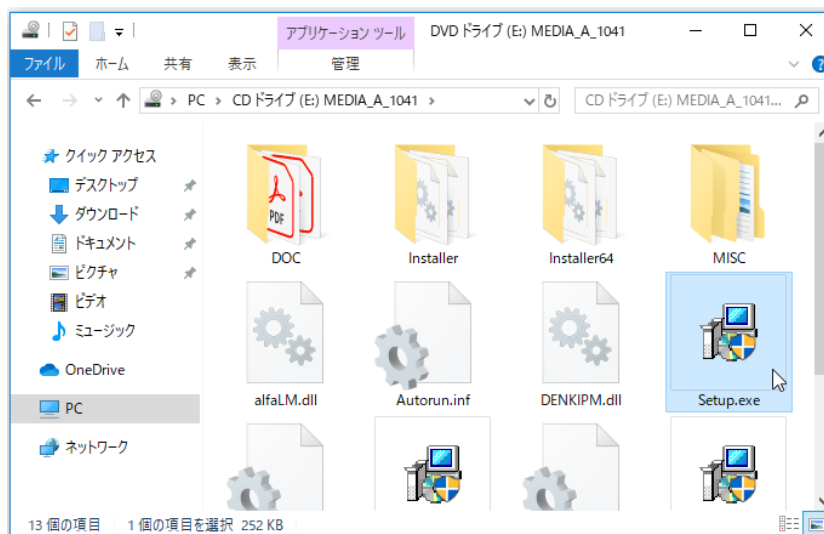 アプリケーション ツール
DVD ドライブ (E:) MEDIA_A_1041
ファイル
ホーム
共有
表示
管理
PC
CD ドライブ (E:) MEDIA_A_1041
CD ドライブ (E:) MEDIA_A_1041...
クイック アクセス
デスクトップ
ダウンロード
ドキュメント
ピクチャ
ビデオ
ミュージック
OneDrive
PC
ネットワーク
PDF
DOC
Installer
Installer64
MISC
alfaLM.dll
Autorun.inf
DENKIPM.dll
Setup.exe
13 個の項目
1 個の項目を選択 252 KB